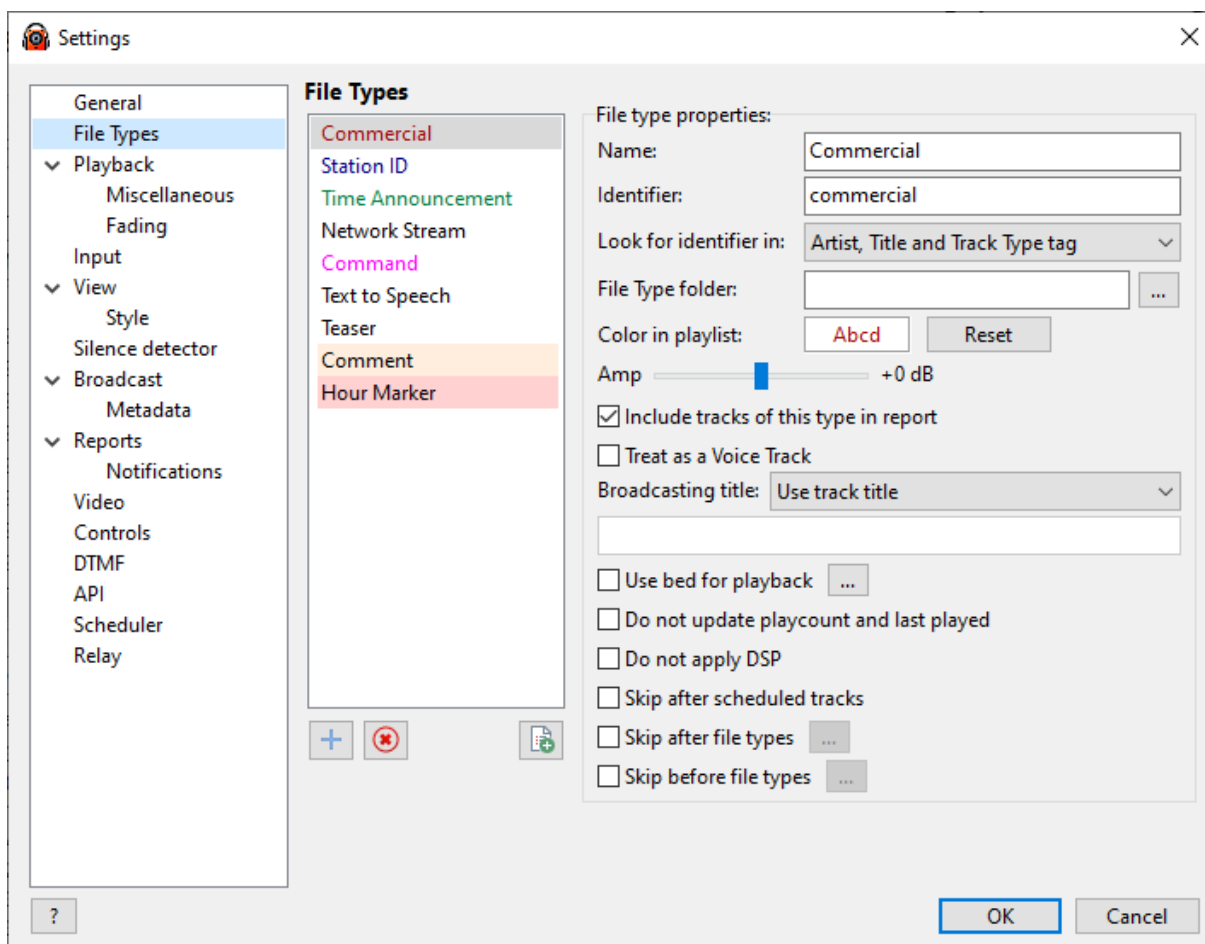 Settings
General
File Types
Playback
Miscellaneous
Fading
Input
View
Style
Silence detector
Broadcast
Metadata
Reports
Notifications
Video
Controls
DTMF
API
Scheduler
Relay
?
File Types
Commercial
Station ID
Time Announcement
Network Stream
Command
Text to Speech
Teaser
Comment
Hour Marker
File type properties:
Name: Commercial
Identifier: commercial
Look for identifier in: Artist, Title and Track Type tag
File Type folder: ...
Color in playlist: Abcd Reset
Amp +0 dB
Include tracks of this type in report
Treat as a Voice Track
Broadcasting title: Use track title
Use bed for playback ...
Do not update playcount and last played
Do not apply DSP
Skip after scheduled tracks
Skip after file types ...
Skip before file types ...
OK Cancel